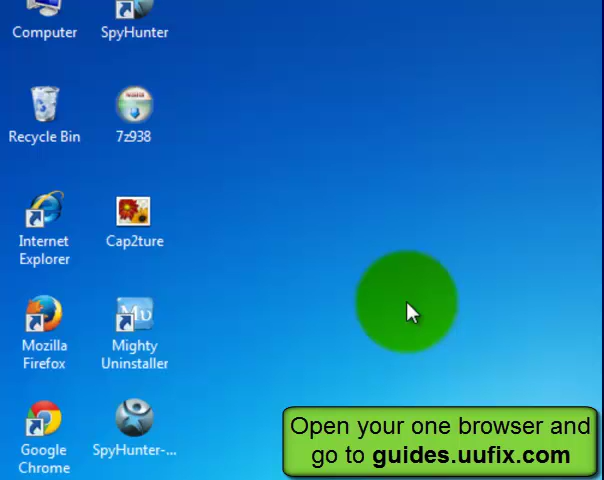 Computer
SpyHunter
Recycle Bin
7z938
Internet
Explorer
Cap2ture
Mozilla
Firefox
Mighty
Uninstaller
Google
Chrome
SpyHunter-...
Open your one browser and
go to guides.uufix.com